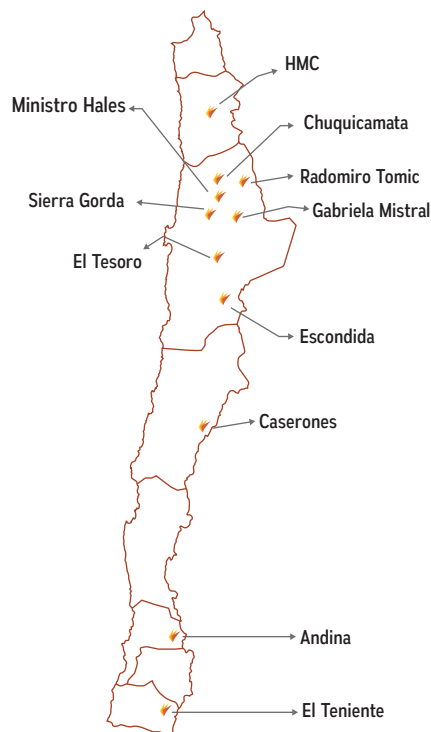 HMC
Ministro Hales
Chuquicamata
Radomiro Tomic
Sierra Gorda
Gabriela Mistral
El Tesoro
Escondida
Caserones
Andina
El Teniente